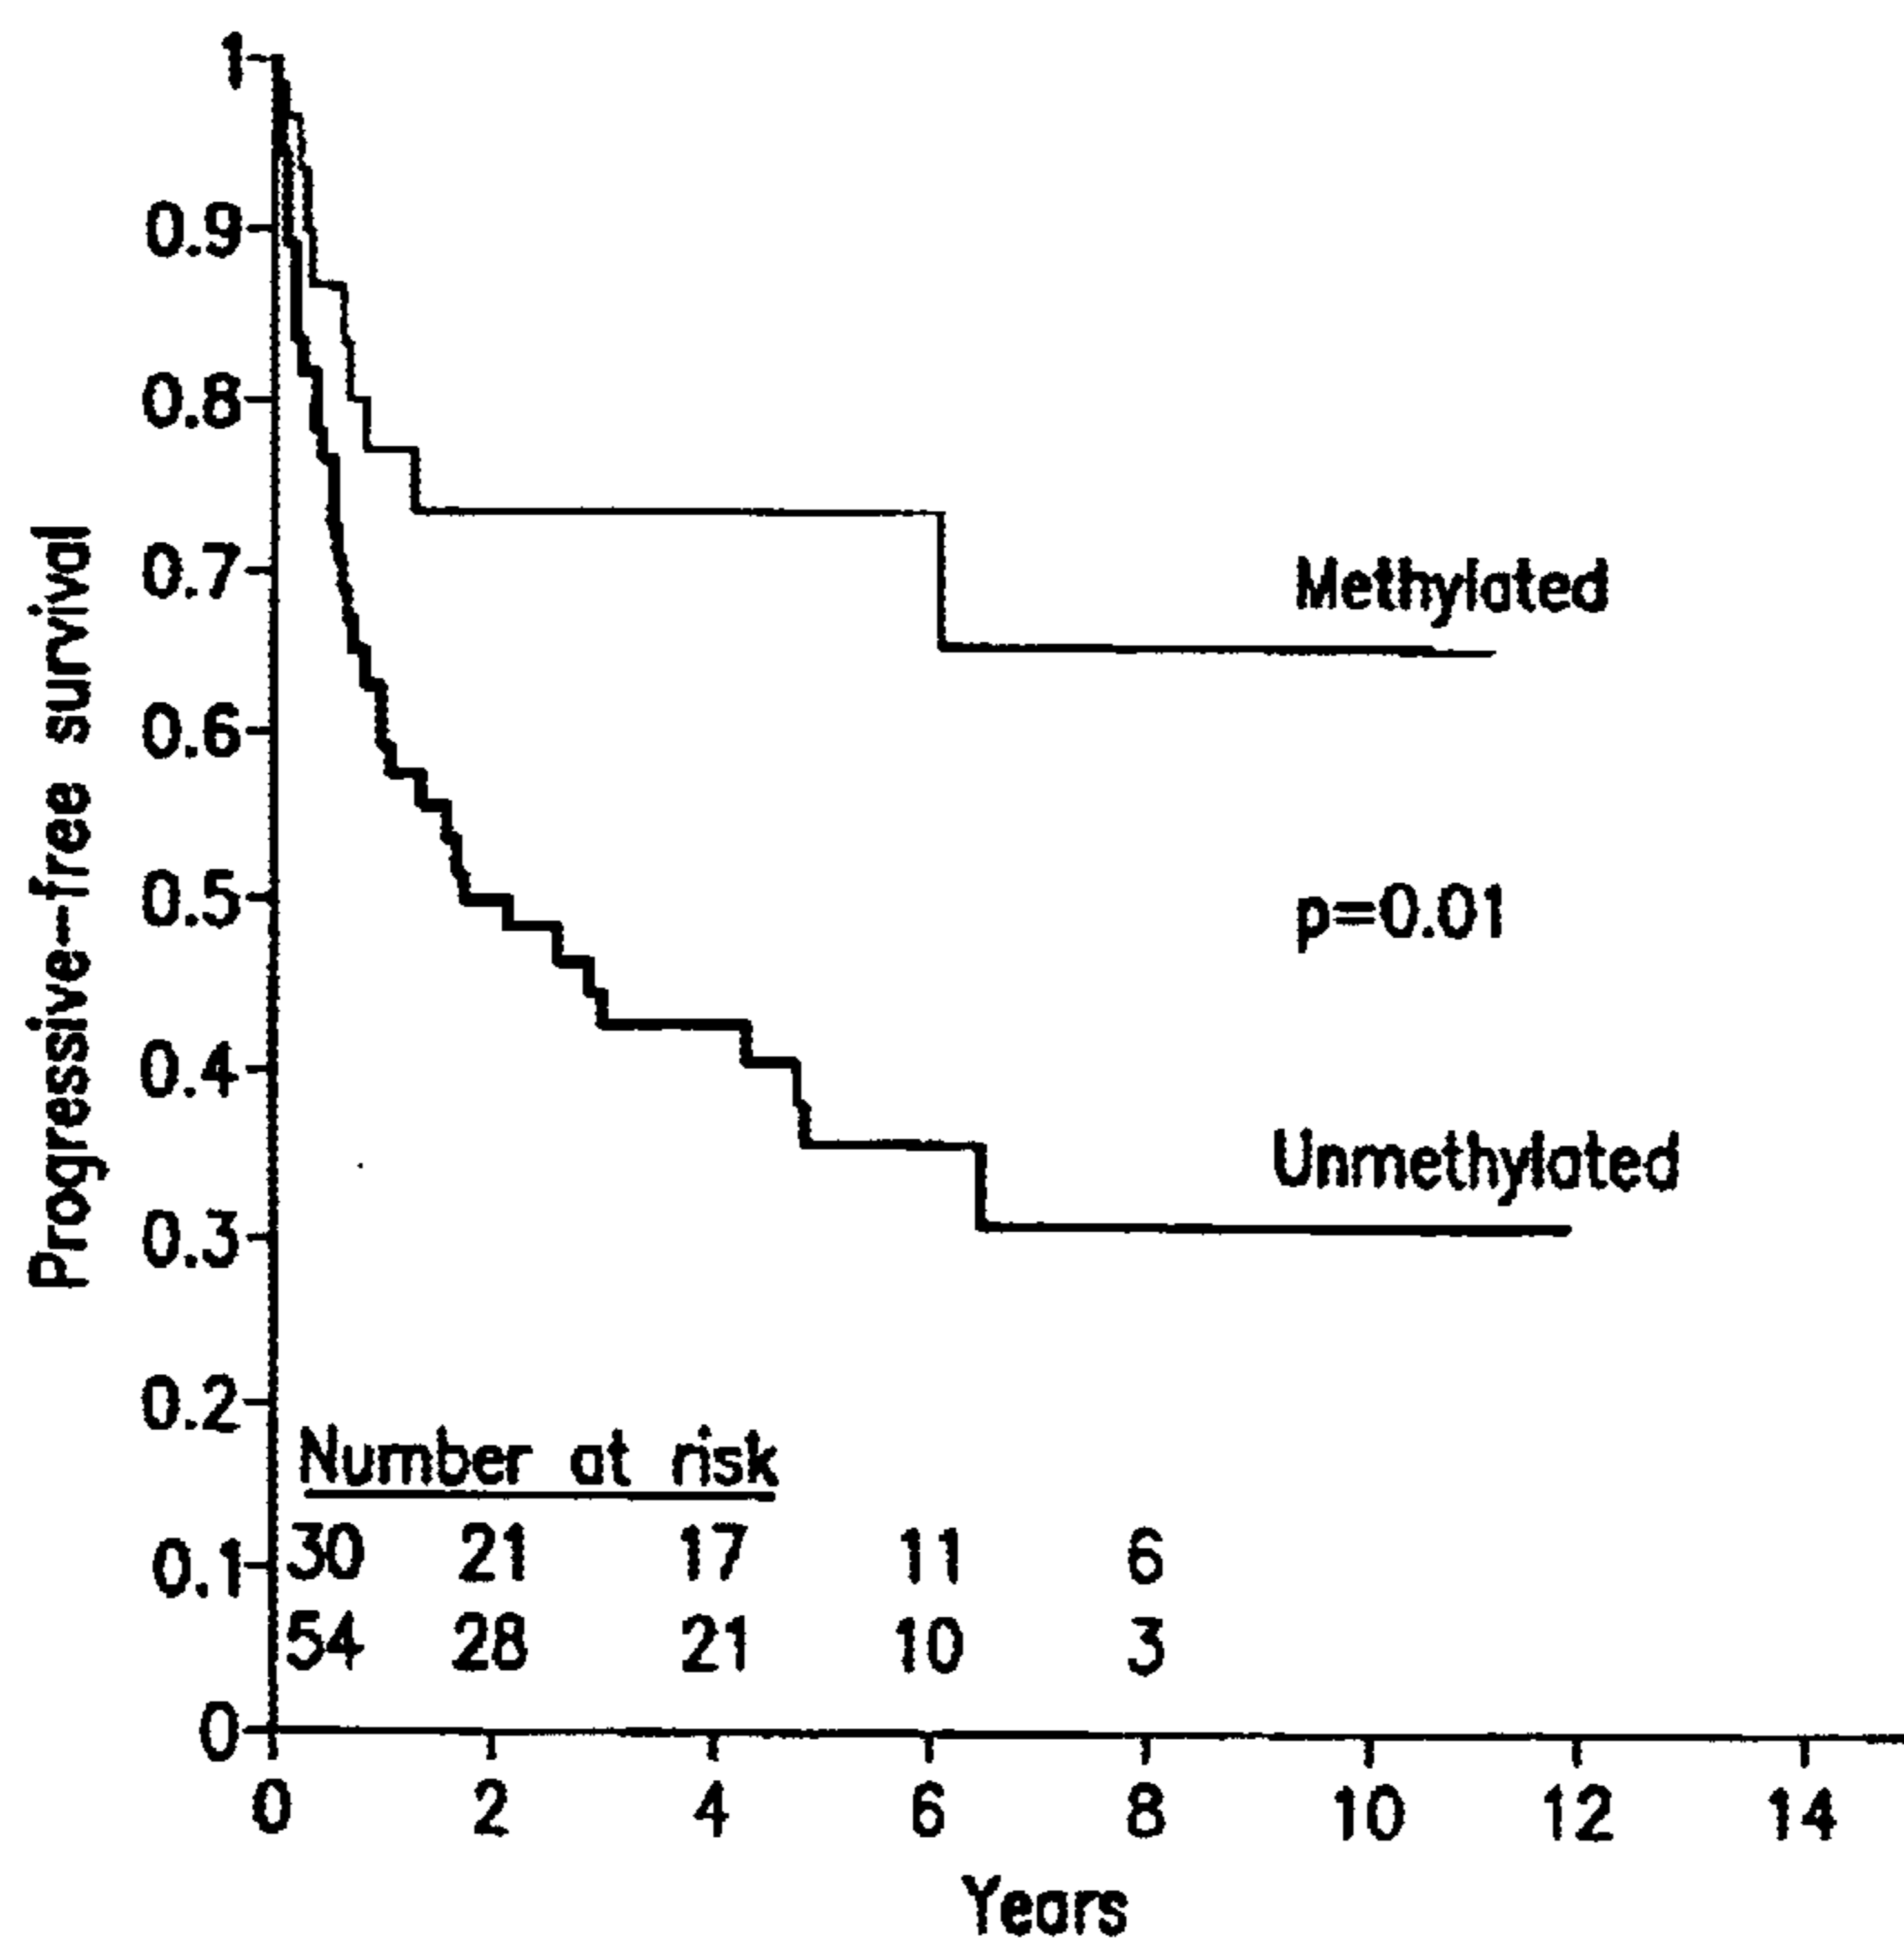 1
0.9
0.8
0.7
0.6
0.5
0.4
0.3
0.2
0.1
0
Progressive-free survival
Methylated
p=0.01
Unmethylated
Number at risk
30 21 17 11 6
54 28 21 10 3
0 2 4 6 8 10 12 14
Years